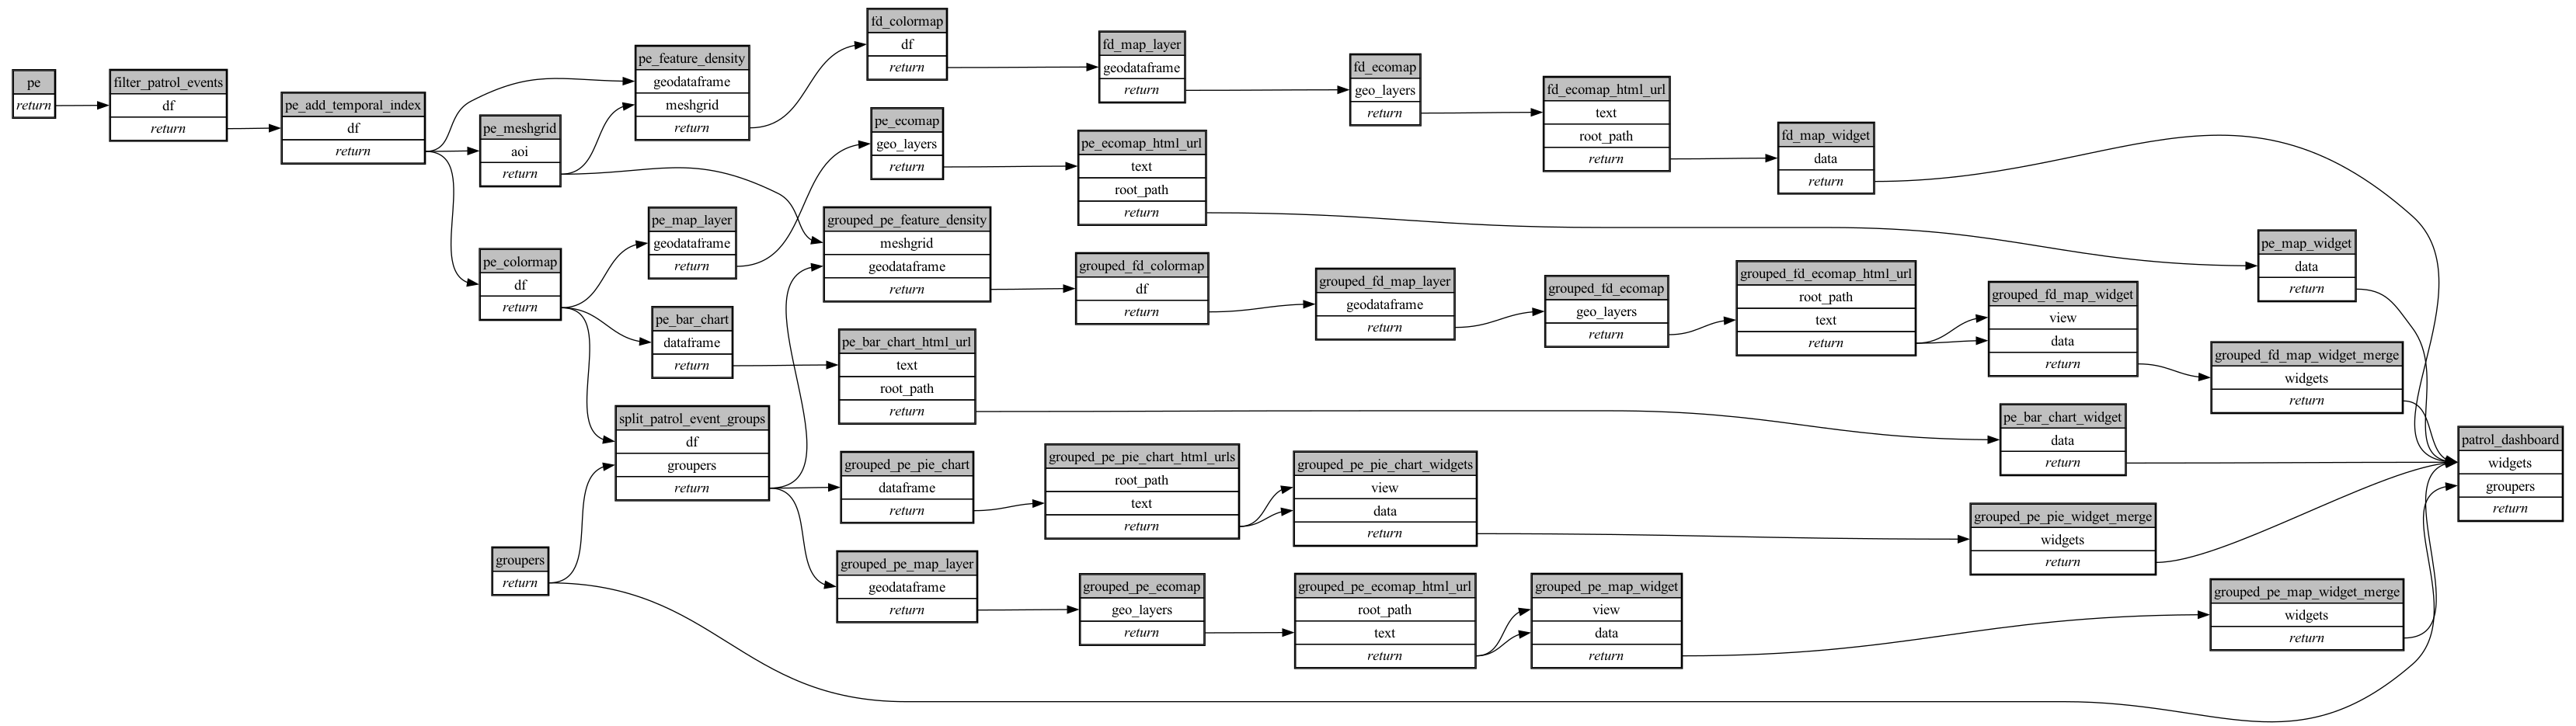 pe
return
filter_patrol_events
df
return
pe_add_temporal_index
df
return
pe_meshgrid
aoi
return
pe_colormap
df
return
groupers
return
pe_feature_density
geodataframe
meshgrid
return
pe_map_layer
geodataframe
return
pe_bar_chart
dataframe
return
split_patrol_event_groups
df
groupers
return
fd_colormap
df
return
pe_ecomap
geo_layers
return
grouped_pe_feature_density
meshgrid
geodataframe
return
pe_bar_chart_html_url
text
root_path
return
grouped_pe_pie_chart
dataframe
return
grouped_pe_map_layer
geodataframe
return
fd_map_layer
geodataframe
return
pe_ecomap_html_url
text
root_path
return
grouped_fd_colormap
df
return
grouped_pe_pie_chart_html_urls
root_path
text
return
grouped_pe_ecomap
geo_layers
return
fd_ecomap
geo_layers
return
grouped_fd_map_layer
geodataframe
return
grouped_pe_pie_chart_widgets
view
data
return
grouped_pe_ecomap_html_url
root_path
text
return
fd_ecomap_html_url
text
root_path
return
grouped_fd_ecomap
geo_layers
return
grouped_pe_map_widget
view
data
return
fd_map_widget
data
return
grouped_fd_ecomap_html_url
root_path
text
return
grouped_fd_map_widget
view
data
return
pe_bar_chart_widget
data
return
grouped_pe_pie_widget_merge
widgets
return
pe_map_widget
data
return
grouped_fd_map_widget_merge
widgets
return
grouped_pe_map_widget_merge
widgets
return
patrol_dashboard
widgets
groupers
return